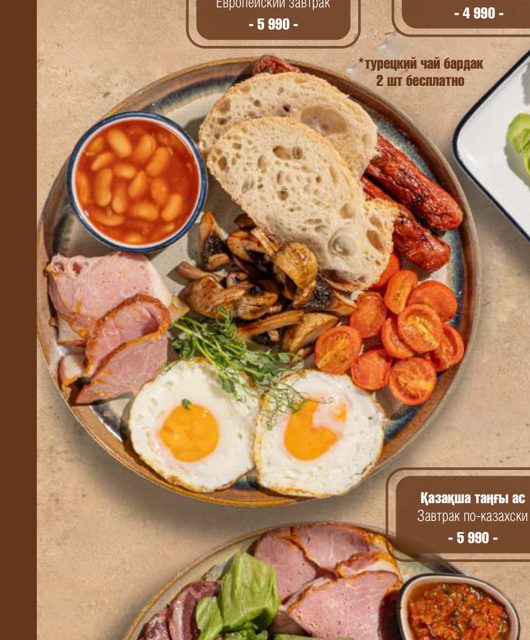 Европейский завтрак
- 5 990 -
- 4 990 -
*турецкий чай бардак
2 шт бесплатно
Қазақша таңғы ас
Завтрак по-казахски
- 5 990 -